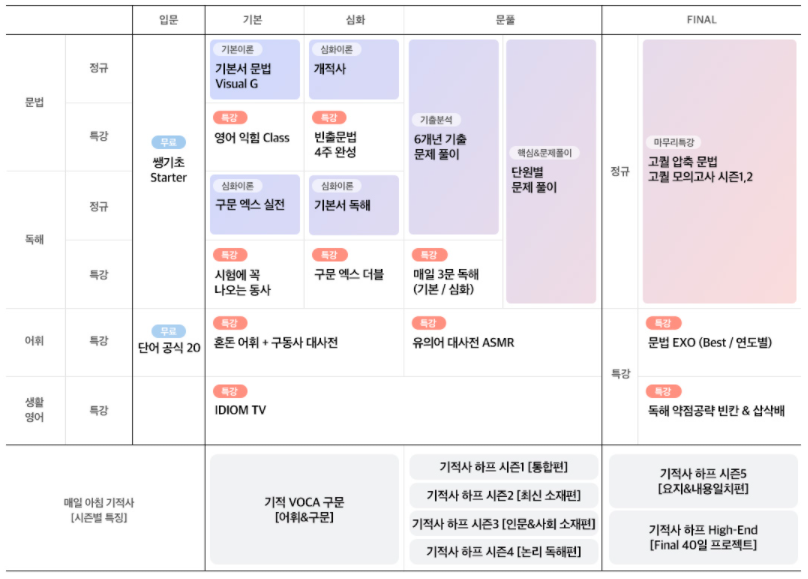 입문
기본
심화
문풀
FINAL
문법
정규
특강
무료
쌩기초
Starter
기본이론
기본서 문법
Visual G
심화이론
개적사
특강
영어 익힘 Class
특강
빈출문법
4주 완성
기출분석
6개년 기출
문제 풀이
핵심&문제풀이
단원별
문제 풀이
정규
마무리특강
고퀄 압축 문법
고퀄 모의고사 시즌1,2
독해
정규
특강
심화이론
구문 엑스 실전
심화이론
기본서 독해
특강
시험에 꼭
나오는 동사
특강
구문 엑스 더블
특강
매일 3문 독해
(기본 / 심화)
어휘
특강
무료
단어 공식 20
특강
혼돈 어휘 + 구동사 대사전
특강
유의어 대사전 ASMR
특강
특강
문법 EXO (Best / 연도별)
생활
영어
특강
특강
IDIOM TV
특강
독해 약점공략 빈칸 & 삽삭배
매일 아침 기적사
[시즌별 특징]
기적 VOCA 구문
[어휘&구문]
기적사 하프 시즌1 [통합편]
기적사 하프 시즌2 [최신 소재편]
기적사 하프 시즌3 [인문&사회 소재편]
기적사 하프 시즌4 [논리 독해편]
기적사 하프 시즌5
[요지&내용일치편]
기적사 하프 High-End
[Final 40일 프로젝트]